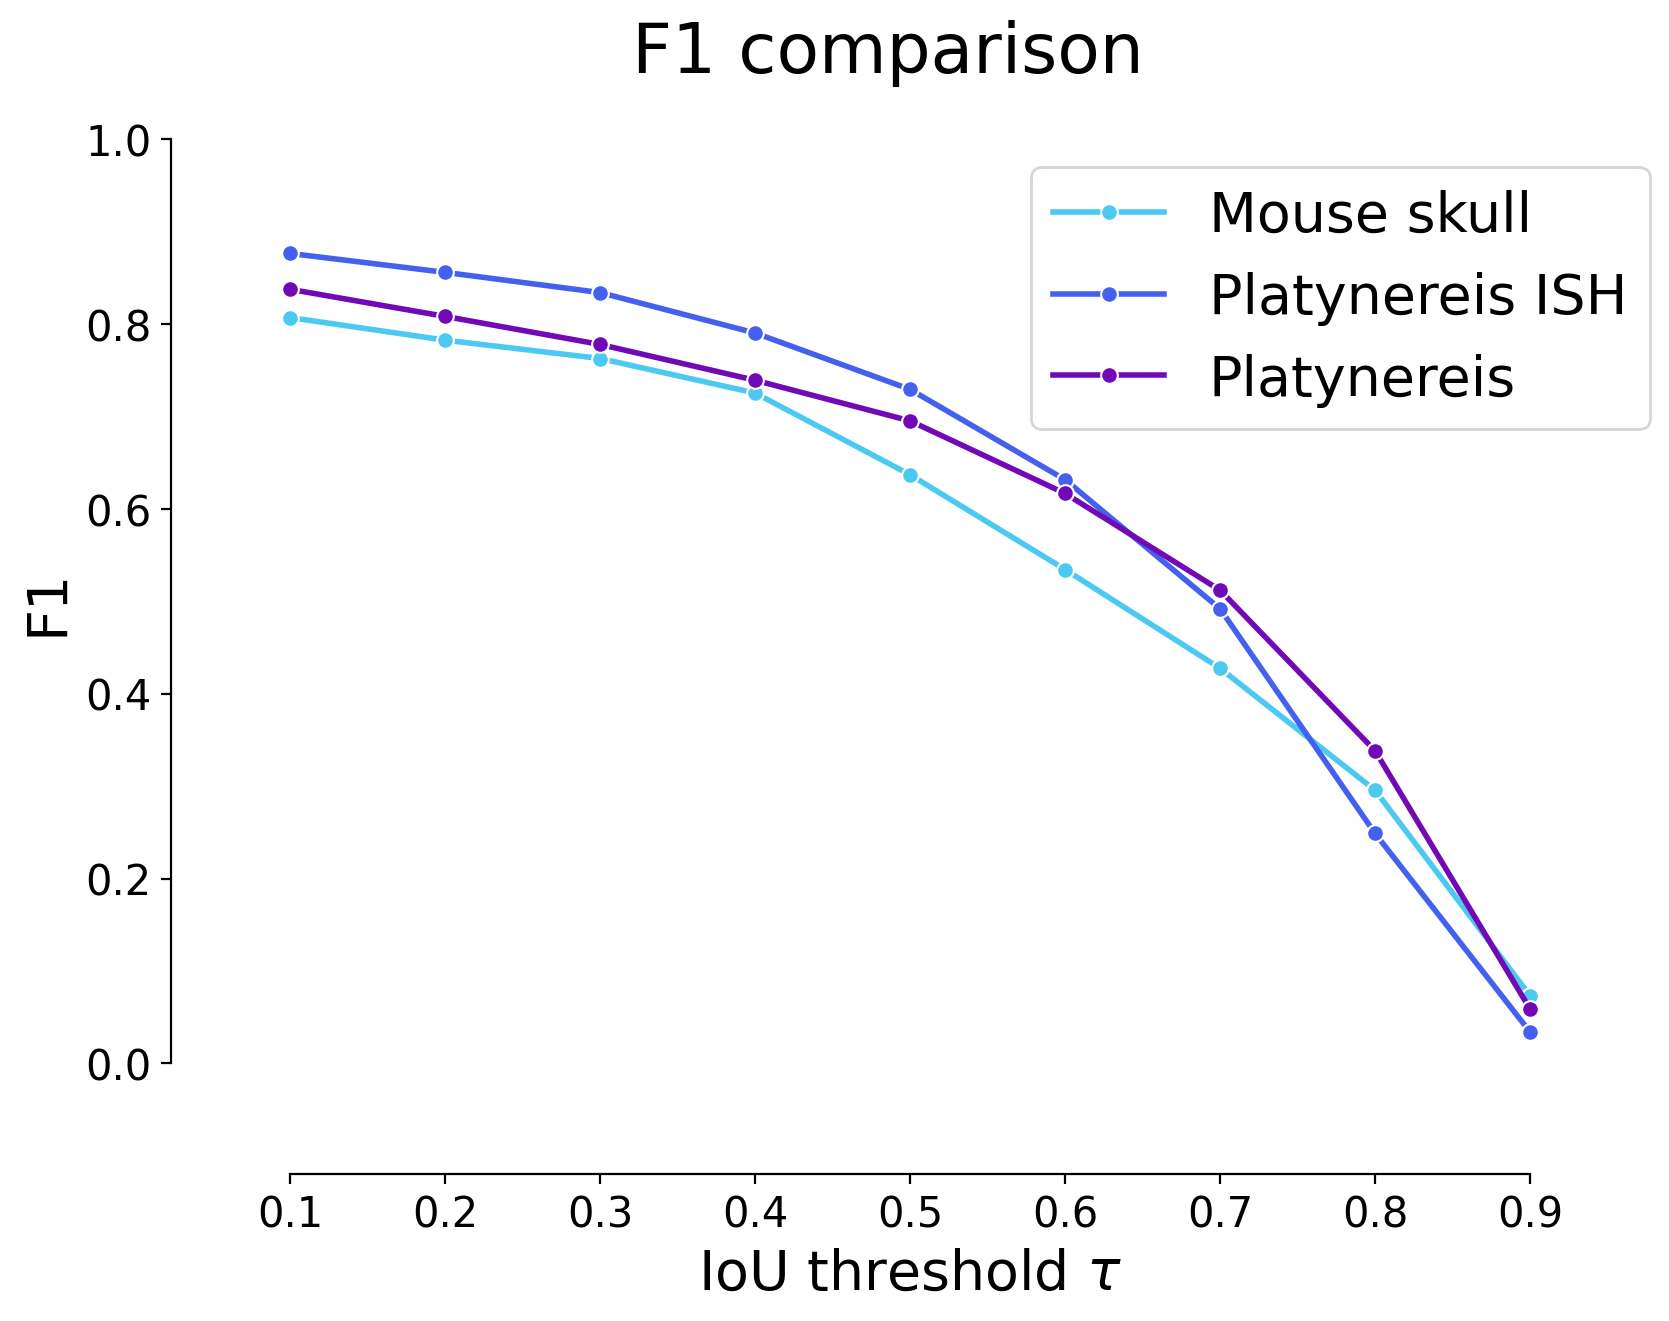 F1 comparison
1.0
0.8
0.6
0.4
0.2
0.0
F1
Mouse skull
Platynereis ISH
Platynereis
0.1 0.2 0.3 0.4 0.5 0.6 0.7 0.8 0.9
IoU threshold τ